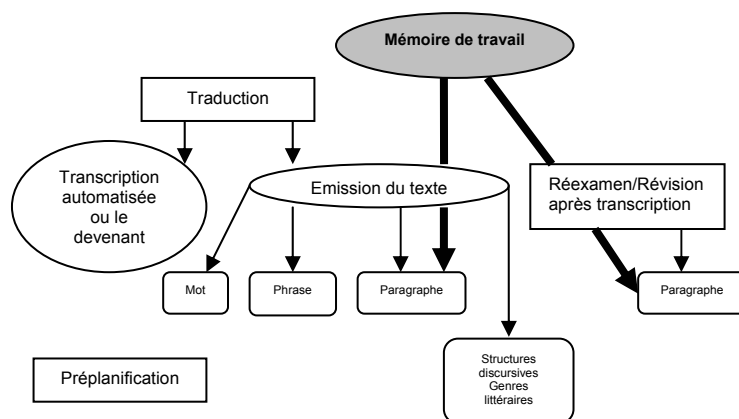 Mémoire de travail
Traduction
Transcription
automatisée
ou le
devenant
Emission du texte
Réexamen/Révision
après transcription
Mot
Phrase
Paragraphe
Paragraphe
Structures
discursives
Genres
littéraires
Préplanification